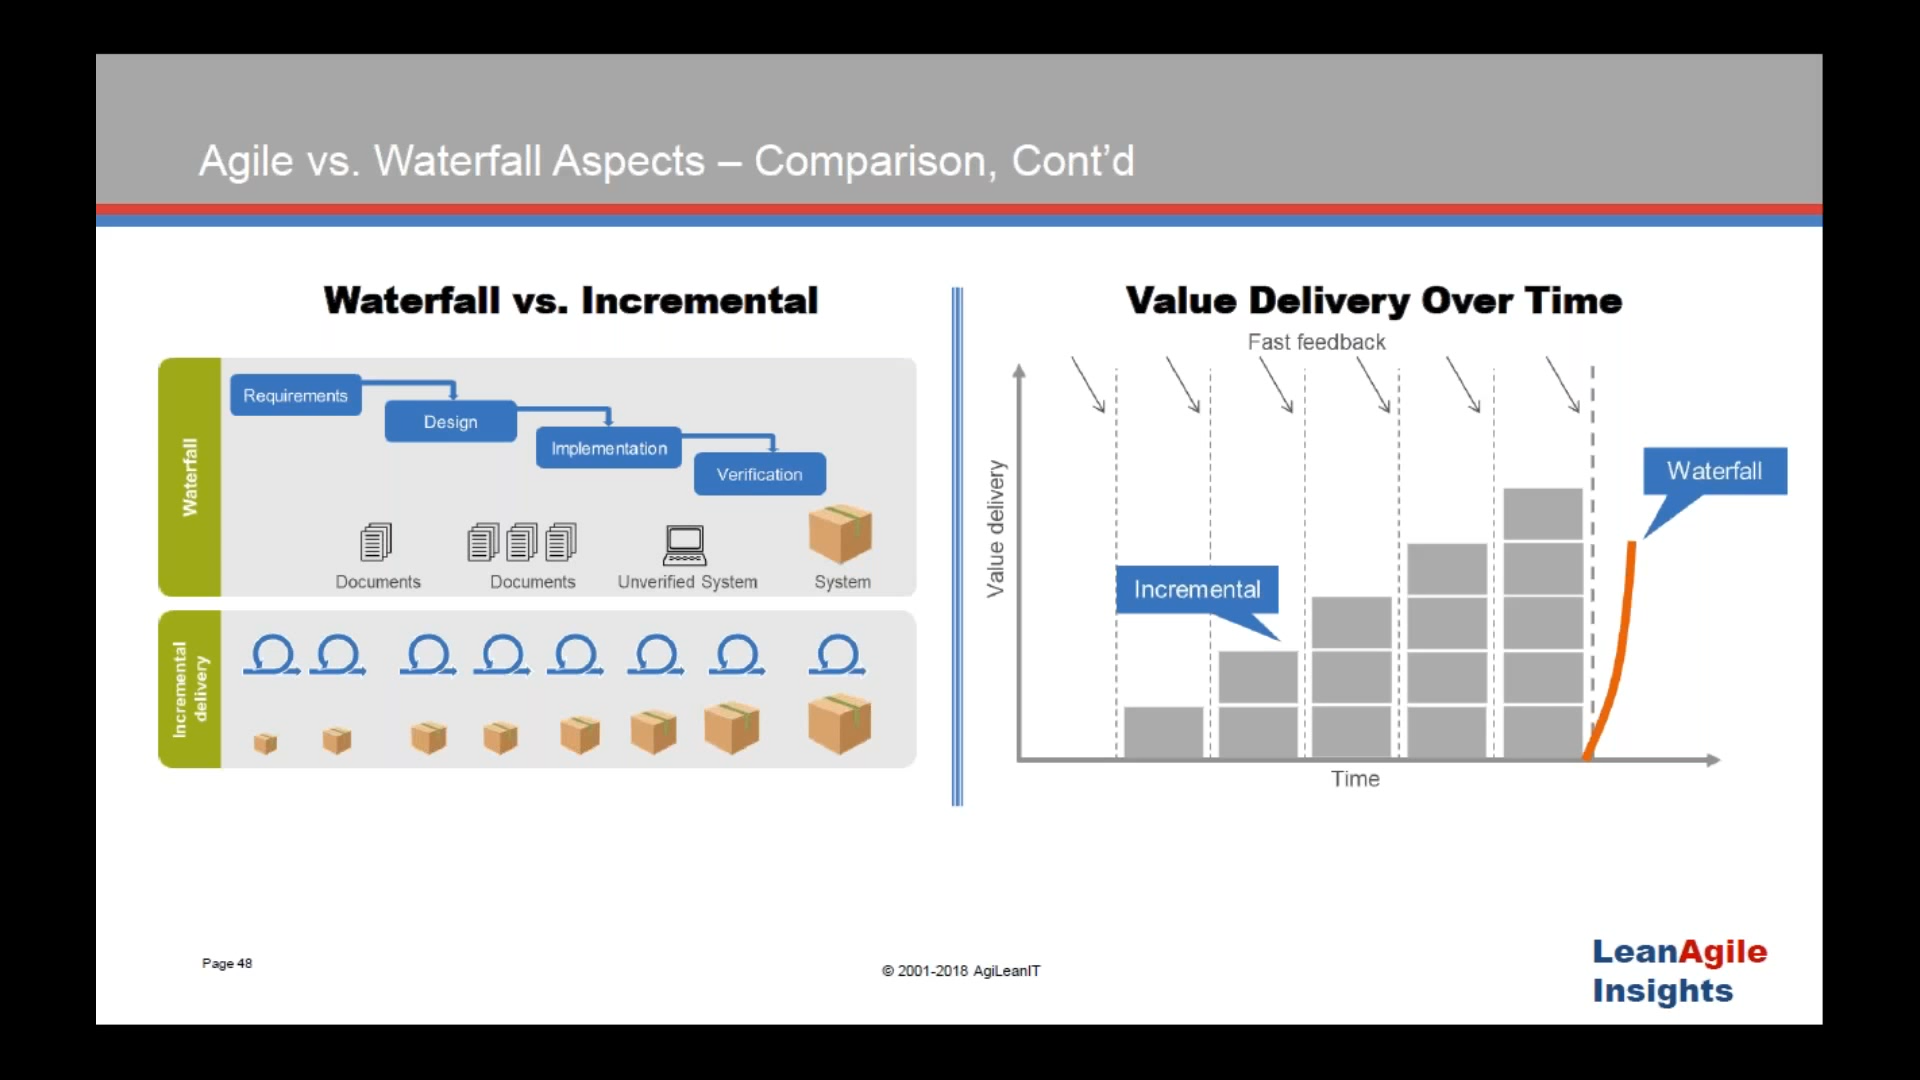 Agile vs. Waterfall Aspects – Comparison, Cont’d
Waterfall vs. Incremental
Waterfall
Requirements
Design
Implementation
Verification
Documents
Documents
Unverified System
System
Incremental
delivery
Value Delivery Over Time
Fast feedback
Value delivery
Incremental
Waterfall
Time
Page 48
© 2001-2018 AgiLeanIT
LeanAgile
Insights